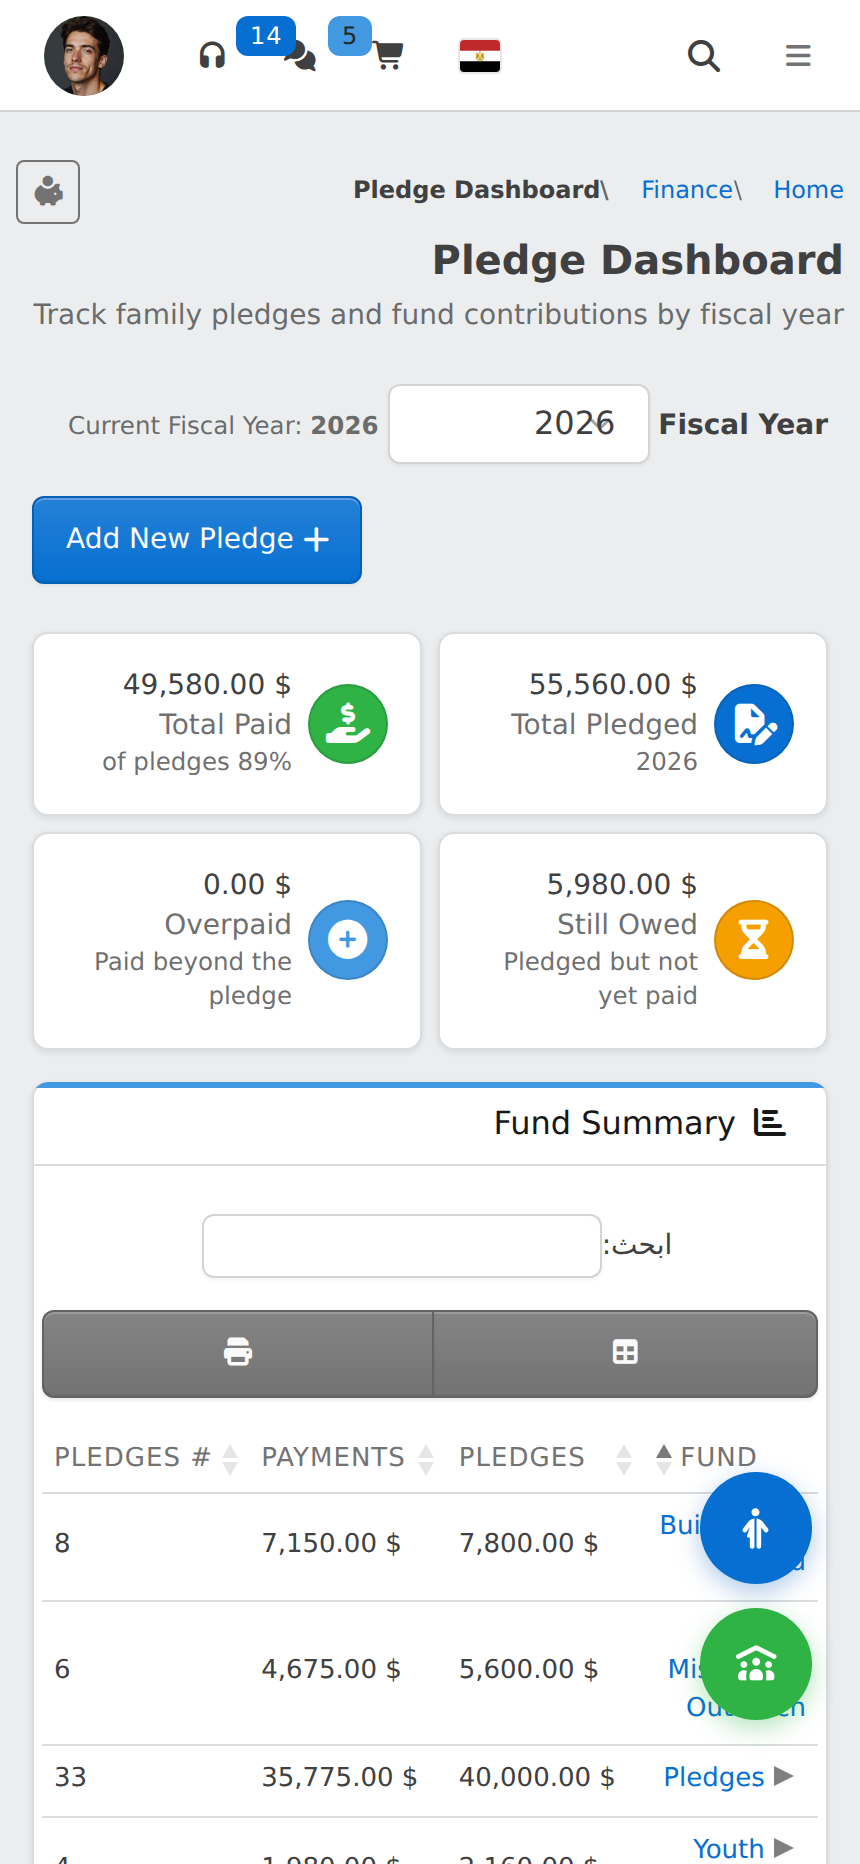 14
5
Home
Finance\
Pledge Dashboard\
Pledge Dashboard
Track family pledges and fund contributions by fiscal year
Fiscal Year
2026
Current Fiscal Year: 2026
Add New Pledge
55,560.00 $
Total Pledged
2026
49,580.00 $
Total Paid
of pledges 89%
5,980.00 $
Still Owed
Pledged but not
yet paid
0.00 $
Overpaid
Paid beyond the
pledge
Fund Summary
ابحث:
FUND PLEDGES PAYMENTS PLEDGES #
7,800.00 $ 7,150.00 $ 8
5,600.00 $ 4,675.00 $ 6
Pledges 40,000.00 $ 35,775.00 $ 33
Youth